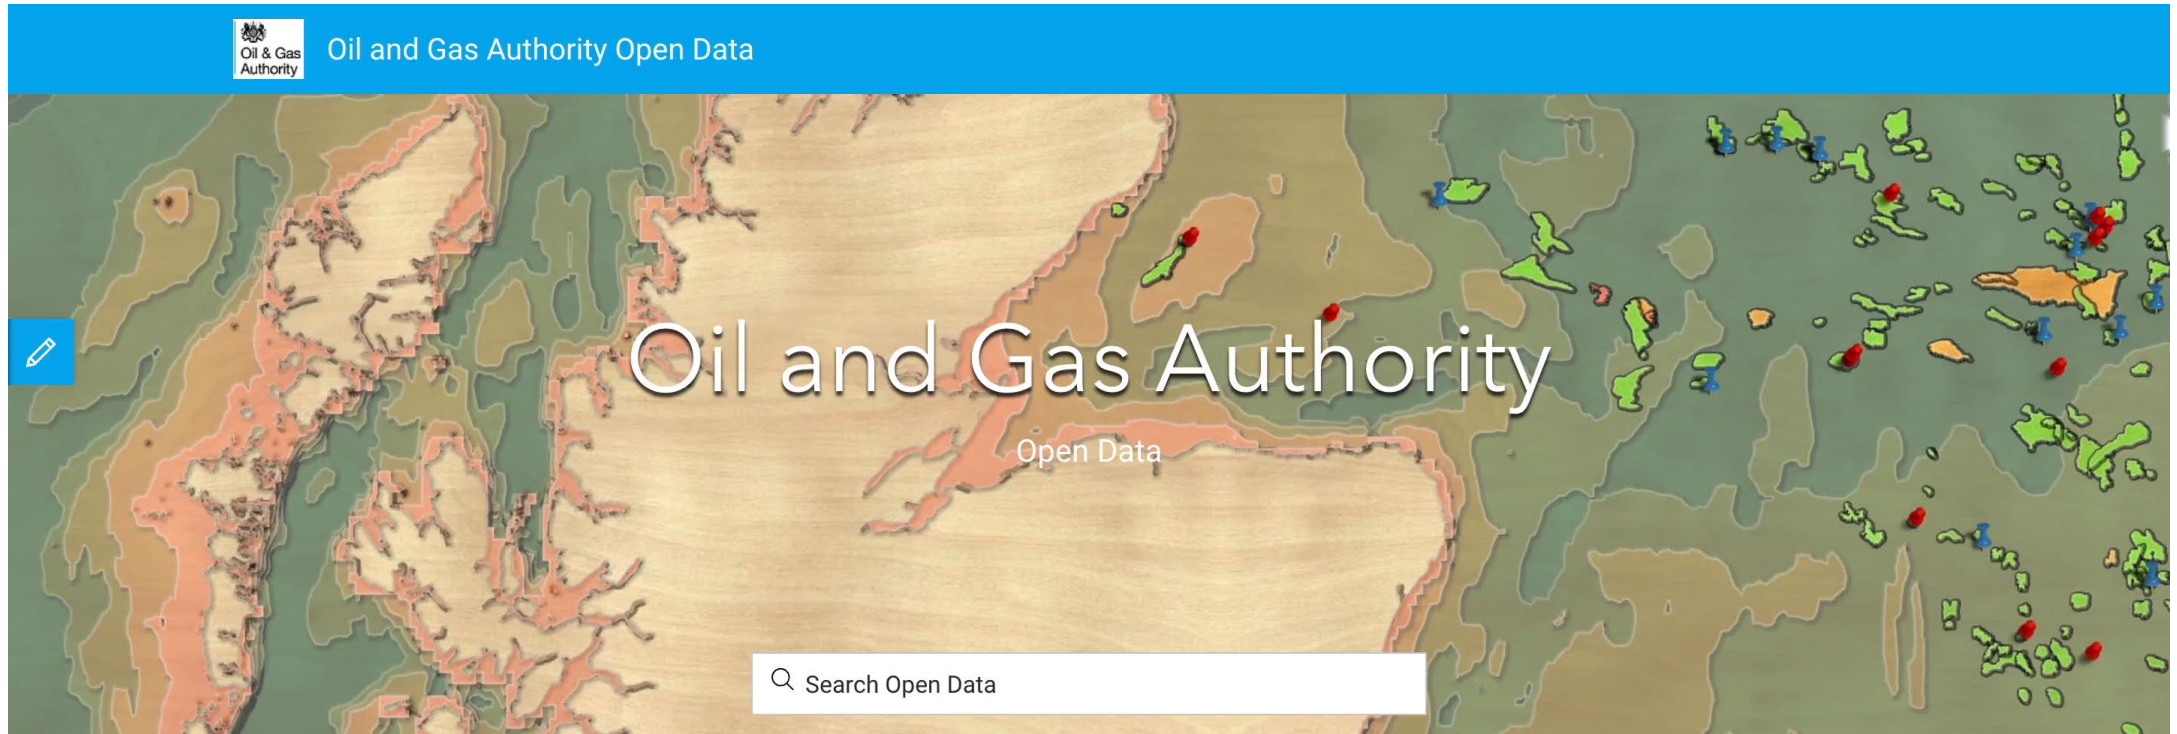 Oil & Gas
Authority
Oil and Gas Authority Open Data
Oil and Gas Authority
Open Data
Search Open Data